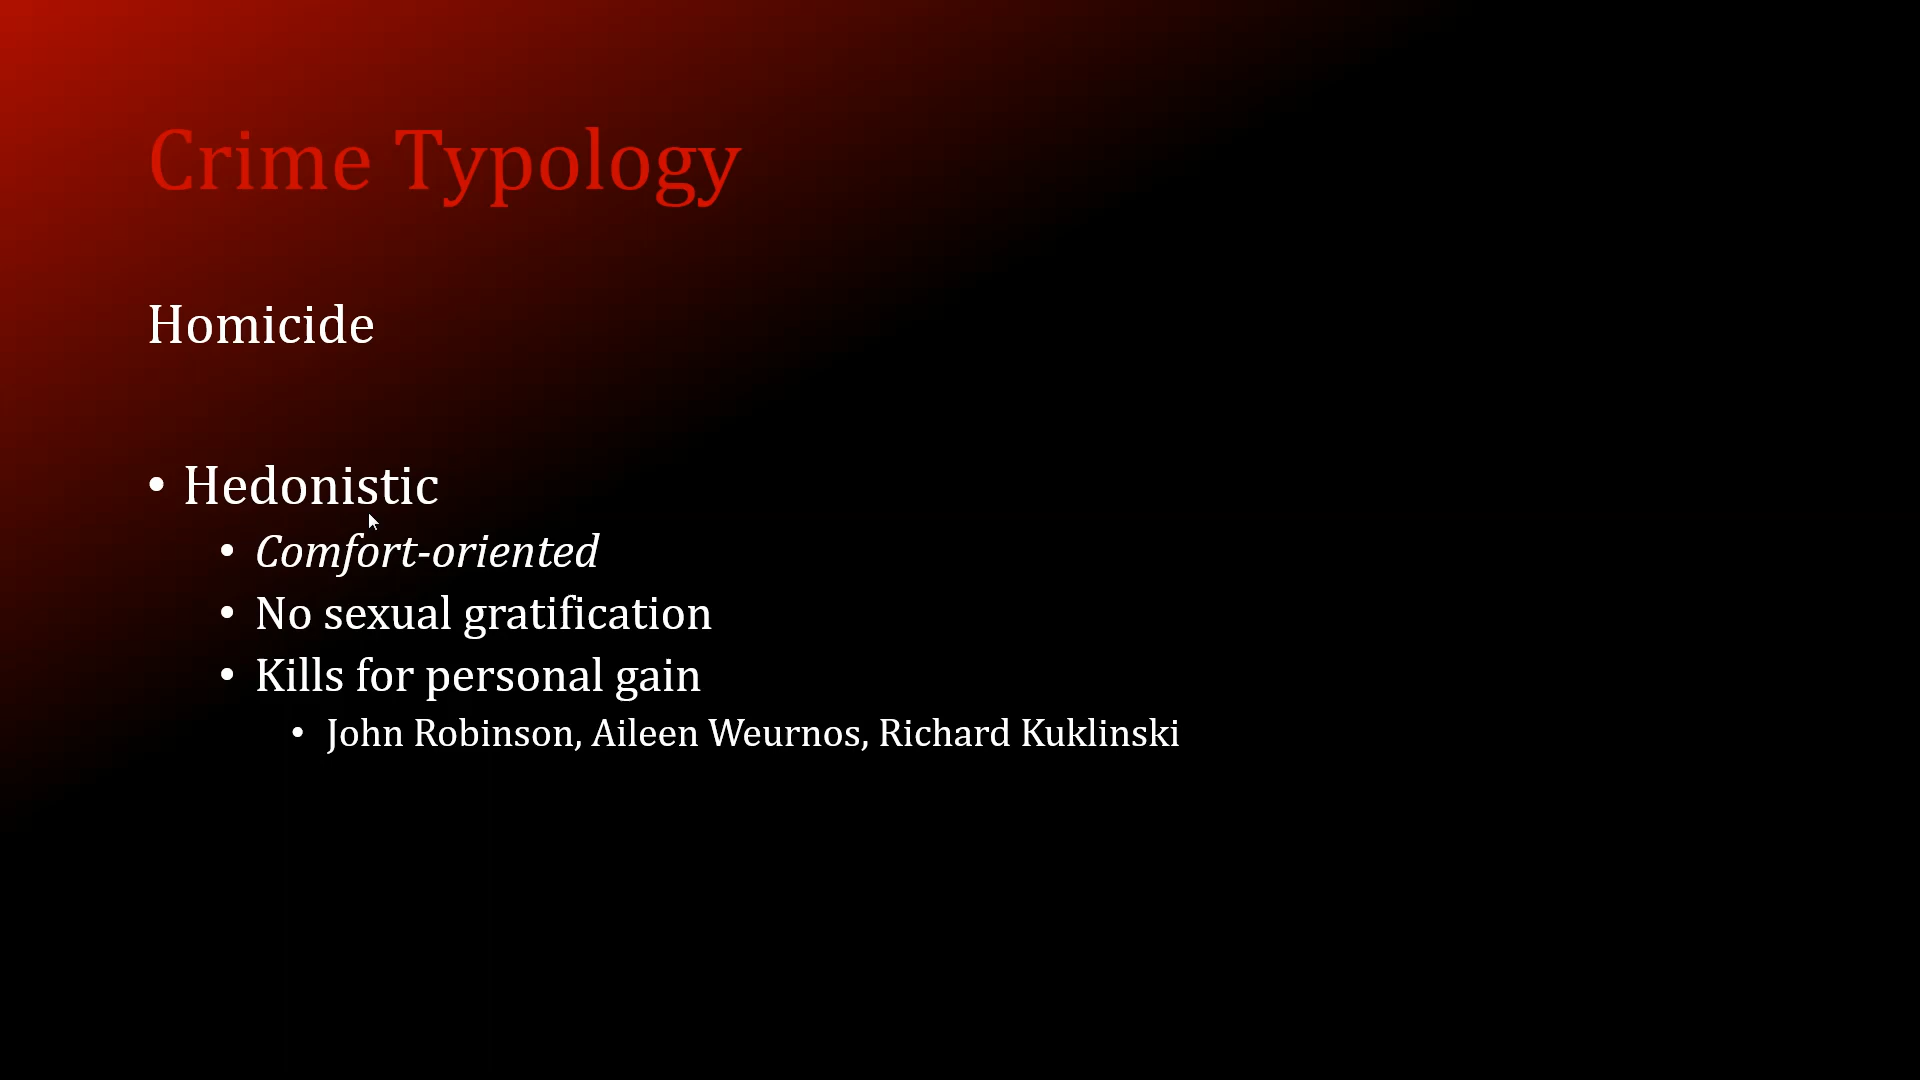 Crime Typology
Homicide
• Hedonistic
• Comfort-oriented
• No sexual gratification
• Kills for personal gain
• John Robinson, Aileen Weurnos, Richard Kuklinski